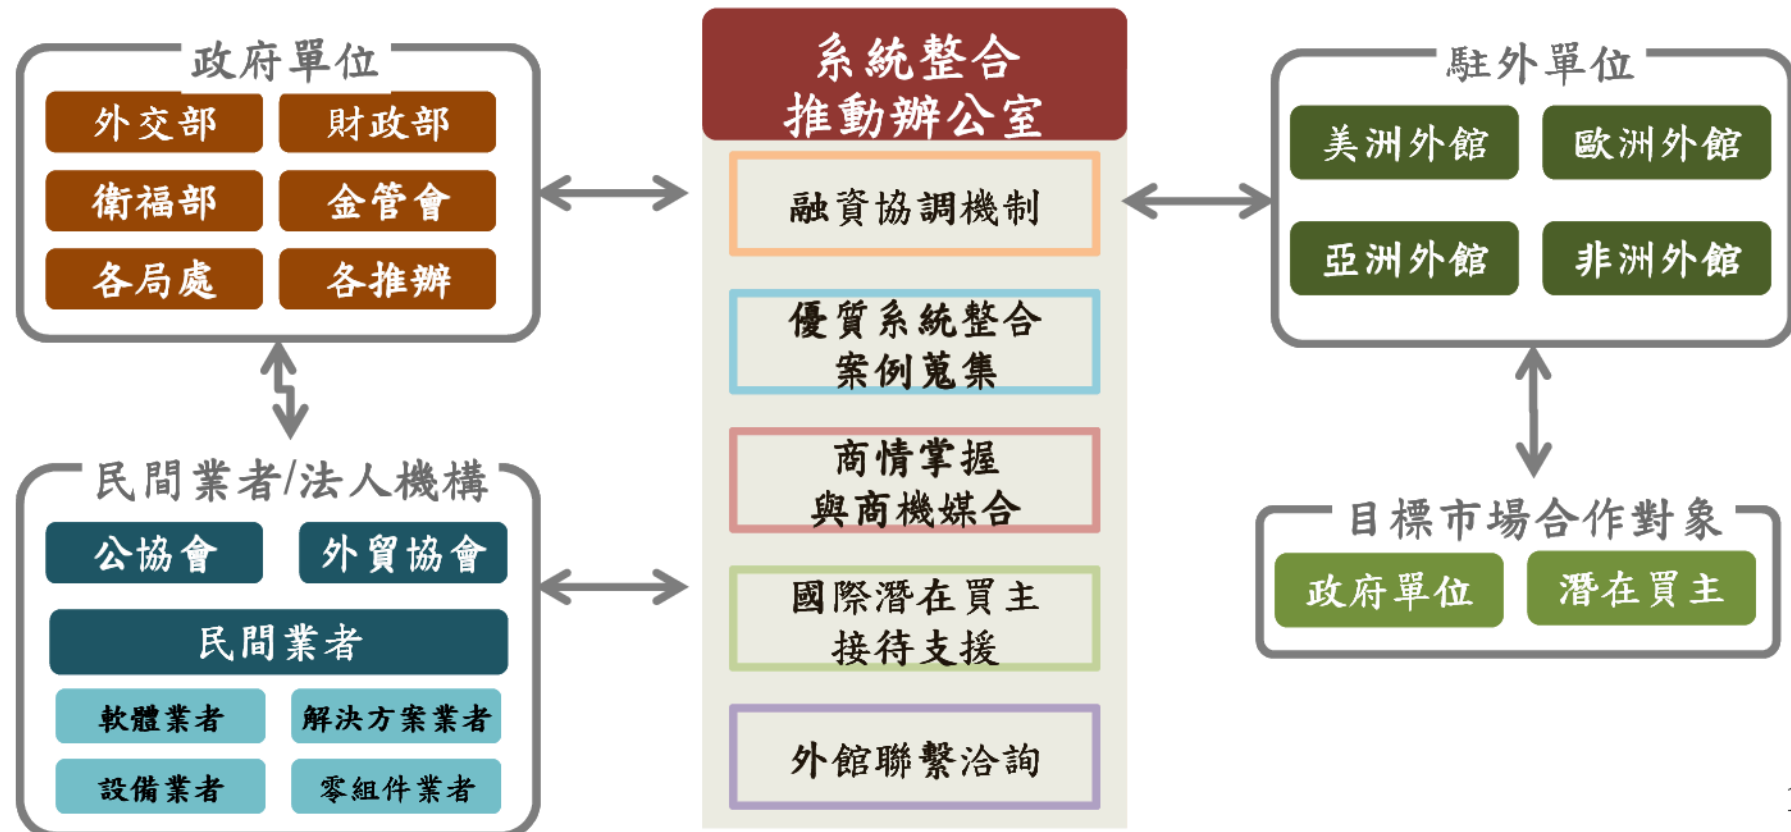 政府單位
外交部
財政部
衛福部
金管會
各局處
各推辦
民間業者/法人機構
公協會
外貿協會
民間業者
軟體業者
解決方案業者
設備業者
零組件業者
系統整合
推動辦公室
融資協調機制
優質系統整合
案例蒐集
商情掌握
與商機媒合
國際潛在買主
接待支援
外館聯繫洽詢
駐外單位
美洲外館
歐洲外館
亞洲外館
非洲外館
目標市場合作對象
政府單位
潛在買主